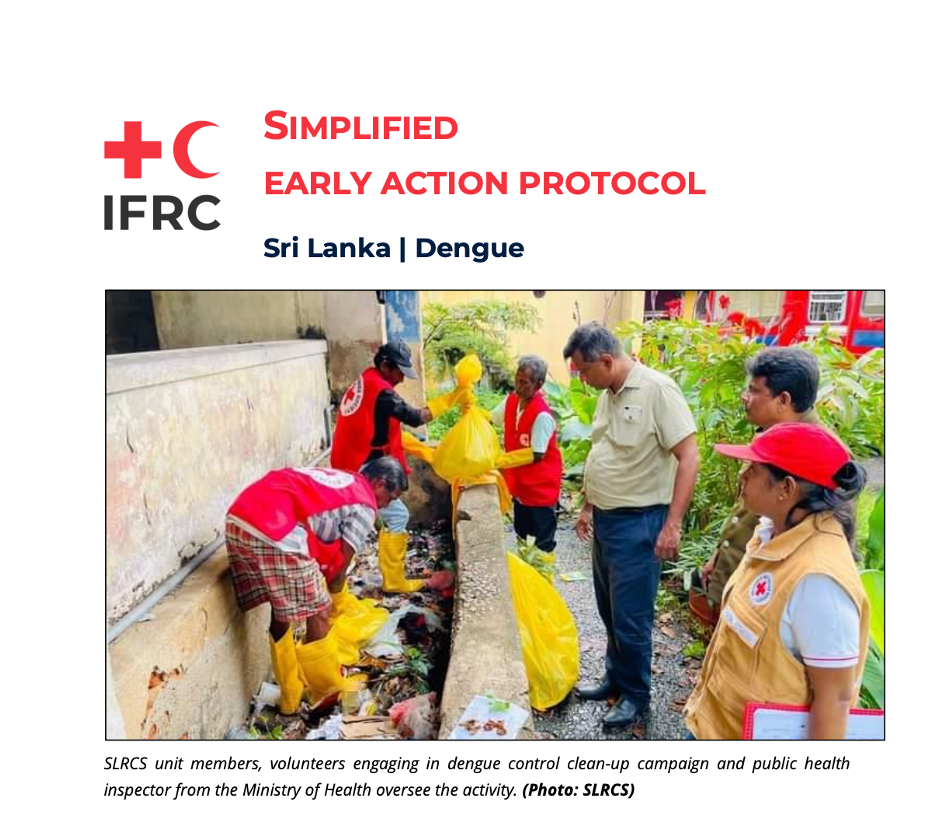 IFRC
SIMPLIFIED
EARLY ACTION PROTOCOL
Sri Lanka | Dengue
SLRCS unit members, volunteers engaging in dengue control clean-up campaign and public health
inspector from the Ministry of Health oversee the activity. (Photo: SLRCS)